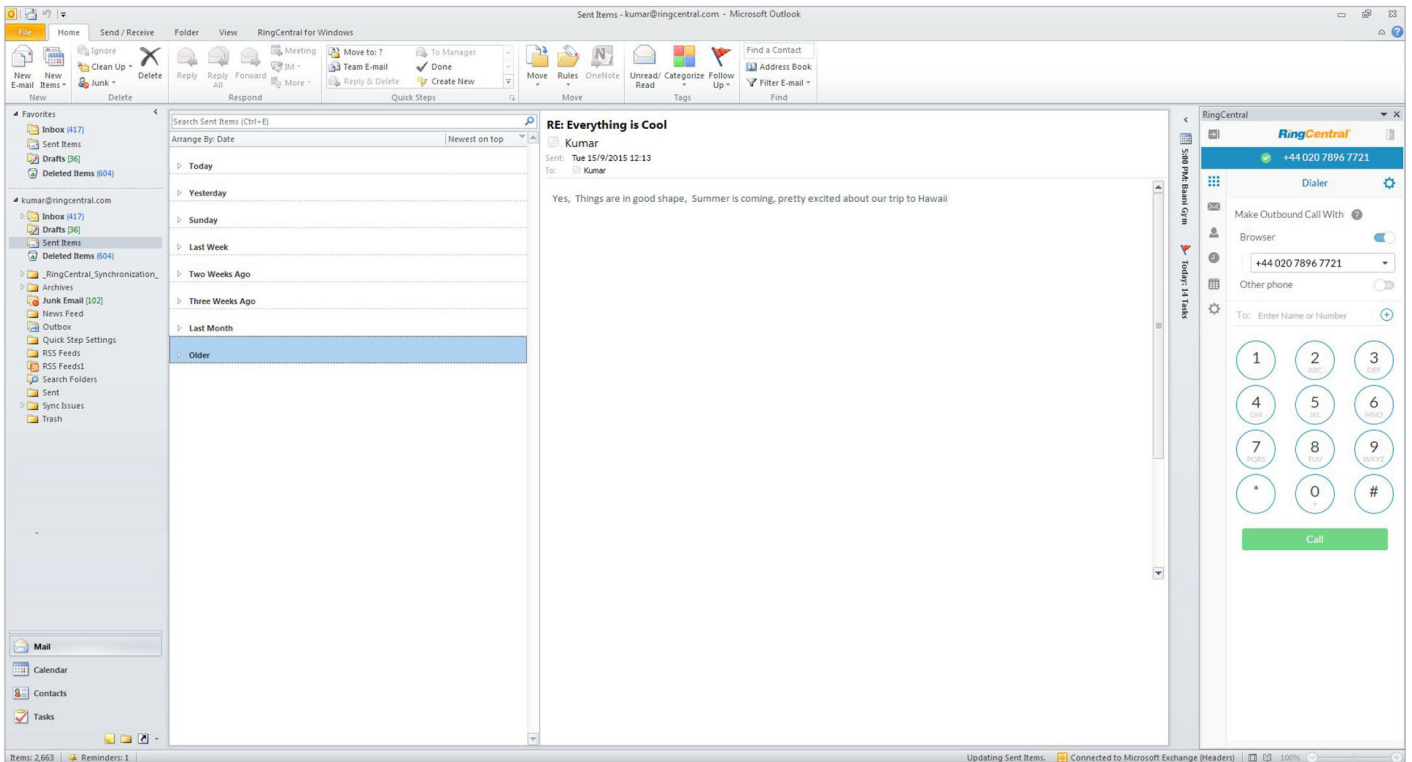 Sent Items - kumar@ringcentral.com - Microsoft Outlook
File Home Send / Receive Folder View RingCentral for Windows
New E-mail
New Items
New
Ignore
Clean Up
Junk
Delete
Delete
Reply
Reply All
Forward
Meeting
IM
More
Respond
Move to: ?
Team E-mail
Reply & Delete
To Manager
Done
Create New
Quick Steps
Move
Rules
OneNote
Move
Unread/ Read
Categorize
Follow Up
Tags
Find a Contact
Address Book
Filter E-mail
Find
Favorites
Inbox (417)
Sent Items
Drafts [36]
Deleted Items (604)
kumar@ringcentral.com
Inbox (417)
Drafts [36]
Sent Items
Deleted Items (604)
_RingCentral_Synchronization_
Archives
Junk Email [102]
News Feed
Outbox
Quick Step Settings
RSS Feeds
RSS Feeds1
Search Folders
Sent
Sync Issues
Trash
Mail
Calendar
Contacts
Tasks
Search Sent Items (Ctrl+E)
Arrange By: Date Newest on top
Today
Yesterday
Sunday
Last Week
Two Weeks Ago
Three Weeks Ago
Last Month
Older
RE: Everything is Cool
Kumar
Sent: Tue 15/9/2015 12:13
To: Kumar
Yes, Things are in good shape, Summer is coming, pretty excited about our trip to Hawaii
5:00 PM: Baani Gym
Today: 14 Tasks
RingCentral
RingCentral
+44 020 7896 7721
Dialer
Make Outbound Call With ?
Browser
+44 020 7896 7721
Other phone
To: Enter Name or Number
1 2 ABC 3 DEF
4 GHI 5 JKL 6 MNO
7 PQRS 8 TUV 9 WXYZ
* 0 + #
Call
Items: 2,663 Reminders: 1 Updating Sent Items. Connected to Microsoft Exchange (Headers) 100%